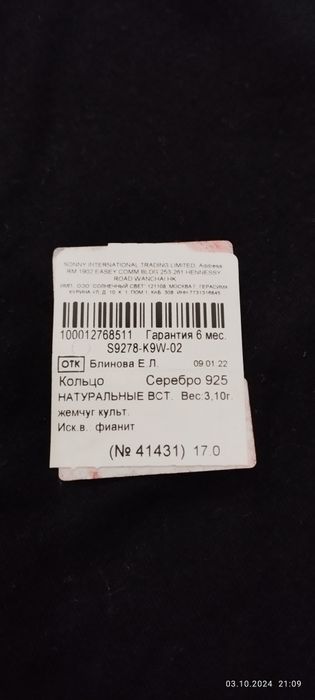 SONNY INTERNATIONAL TRADING LIMITED. Address
RM 1902 EASEY COMM BLDG 253 261 HENNESSY
ROAD WANCHAI HK
ИМП. ООО "СОЛНЕЧНЫЙ СВЕТ" 121108, МОСКВА Г, ГЕРАСИМА
КУРИНА УЛ, Д. 10, К. 1, ПОМ I, КАБ. 308, ИНН
100012768511 Гарантия 6 мес.
S9278-K9W-02
ОТК Блинова Е Л. 09 01 22
Кольцо Серебро 925
НАТУРАЛЬНЫЕ ВСТ. Вес:3,10г.
жемчуг культ.
Иск.в. фианит
(№ 41431) 17.0
03.10.2024 21:09